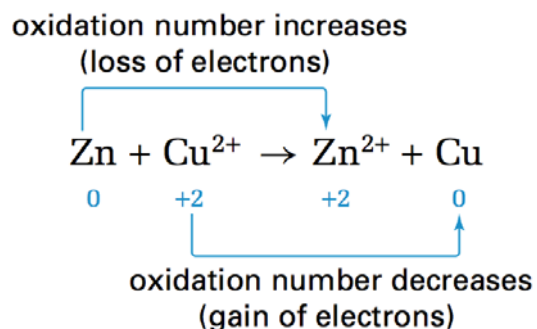 oxidation number increases
(loss of electrons)
Zn + Cu²⁺ → Zn²⁺ + Cu
0 +2 +2 0
oxidation number decreases
(gain of electrons)